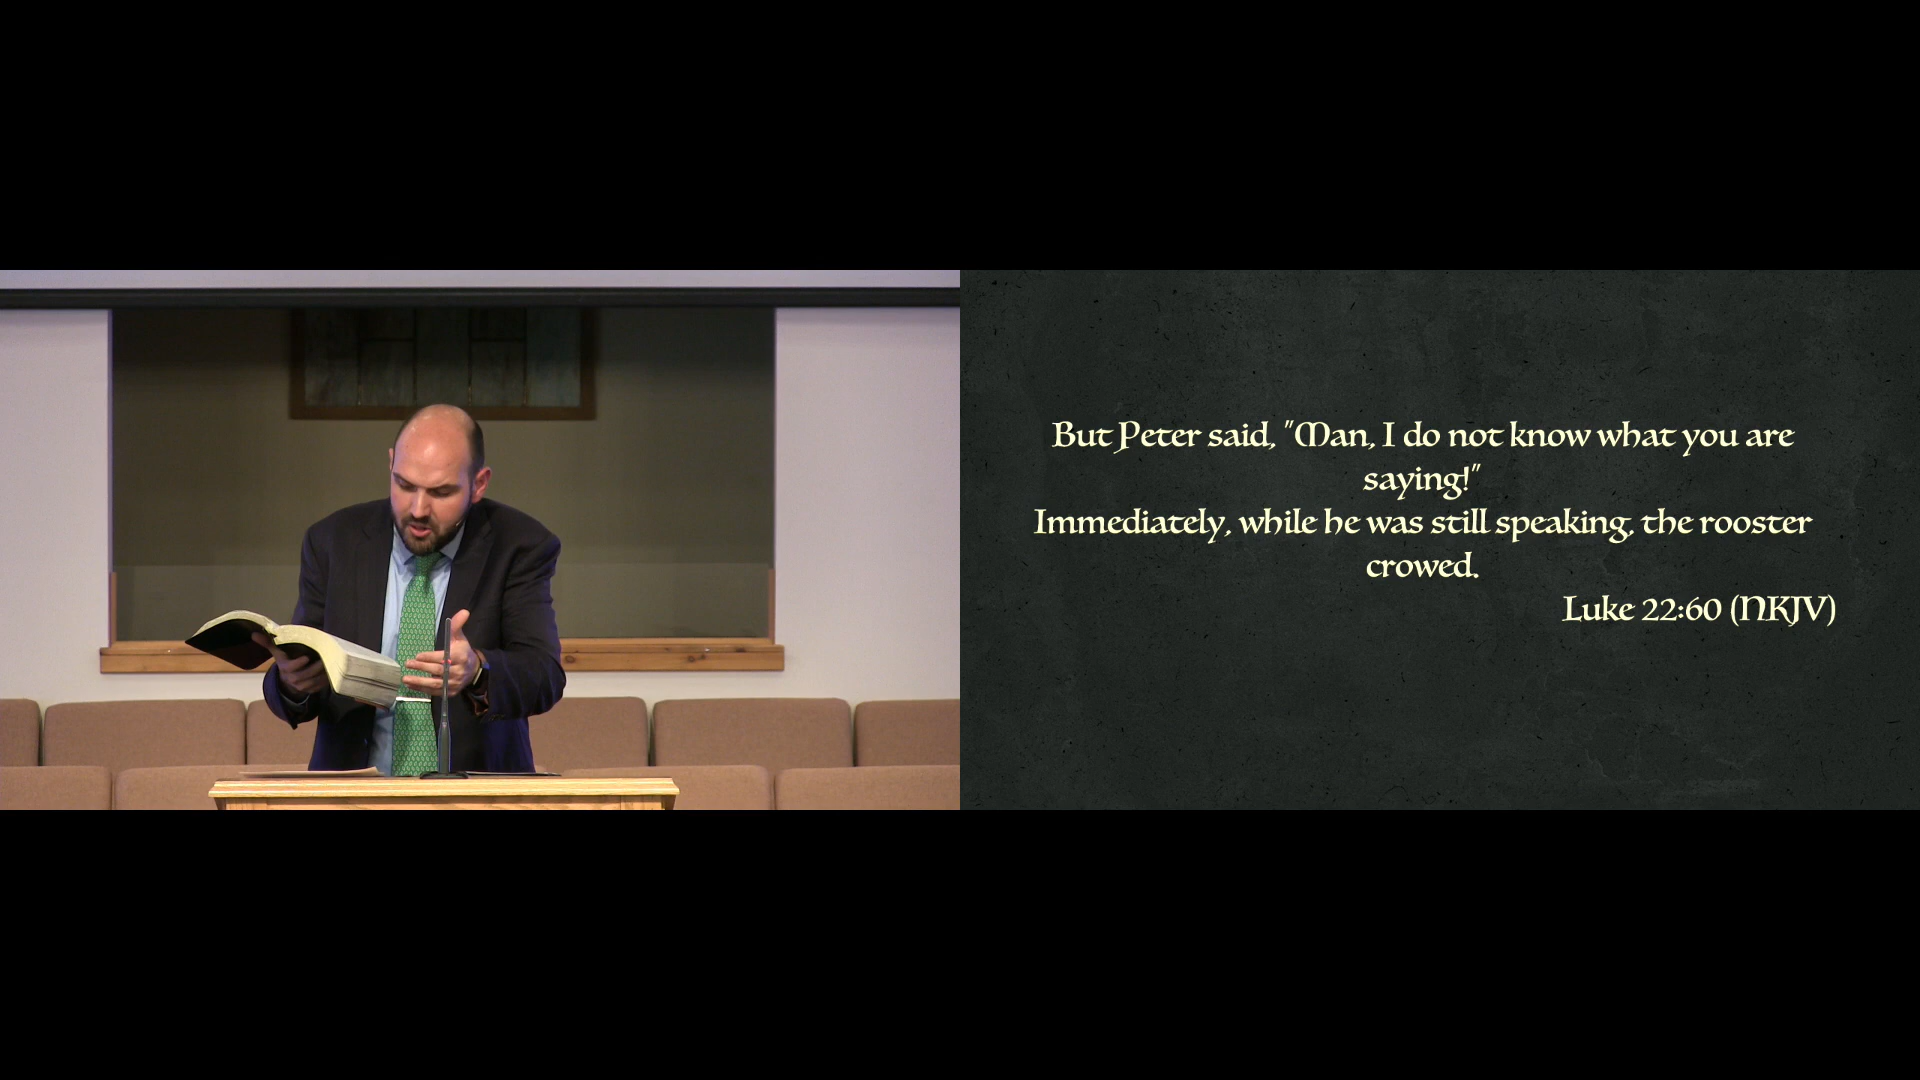 But Peter said, "Man, I do not know what you are
saying!"
Immediately, while he was still speaking, the rooster
crowed.
Luke 22:60 (NKJV)